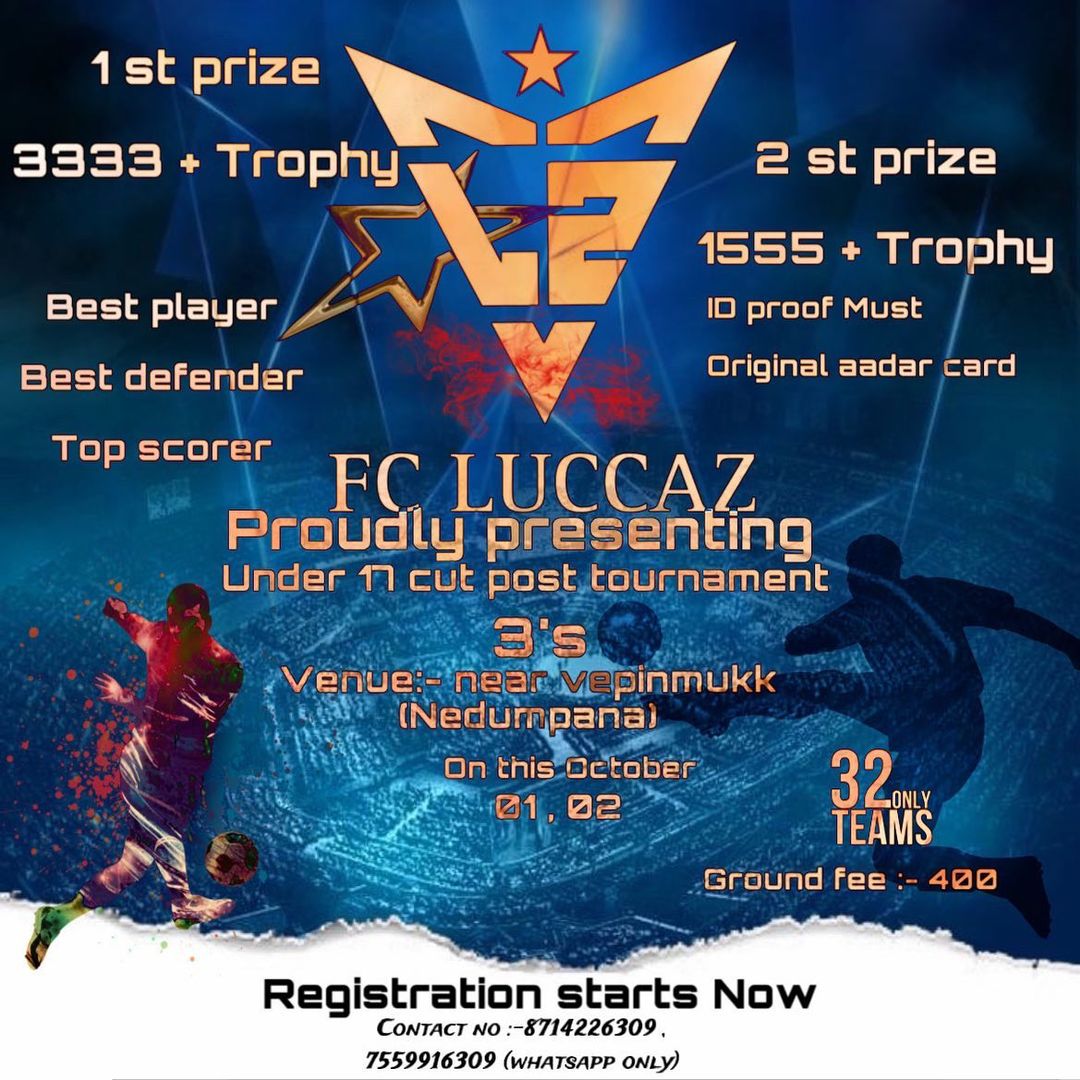 1 st prize
3333 + Trophy
2 st prize
1555 + Trophy
Best player
Best defender
Top scorer
ID proof Must
Original aadar card
FC LUCCAZ
Proudly presenting
Under 17 cut post tournament
3's
Venue:- near vepinmukk
(Nedumpana)
On this October
01 , 02
32 ONLY
TEAMS
Ground fee :- 400
Registration starts Now
Contact no :-8714226309 ,
7559916309 (whatsapp only)